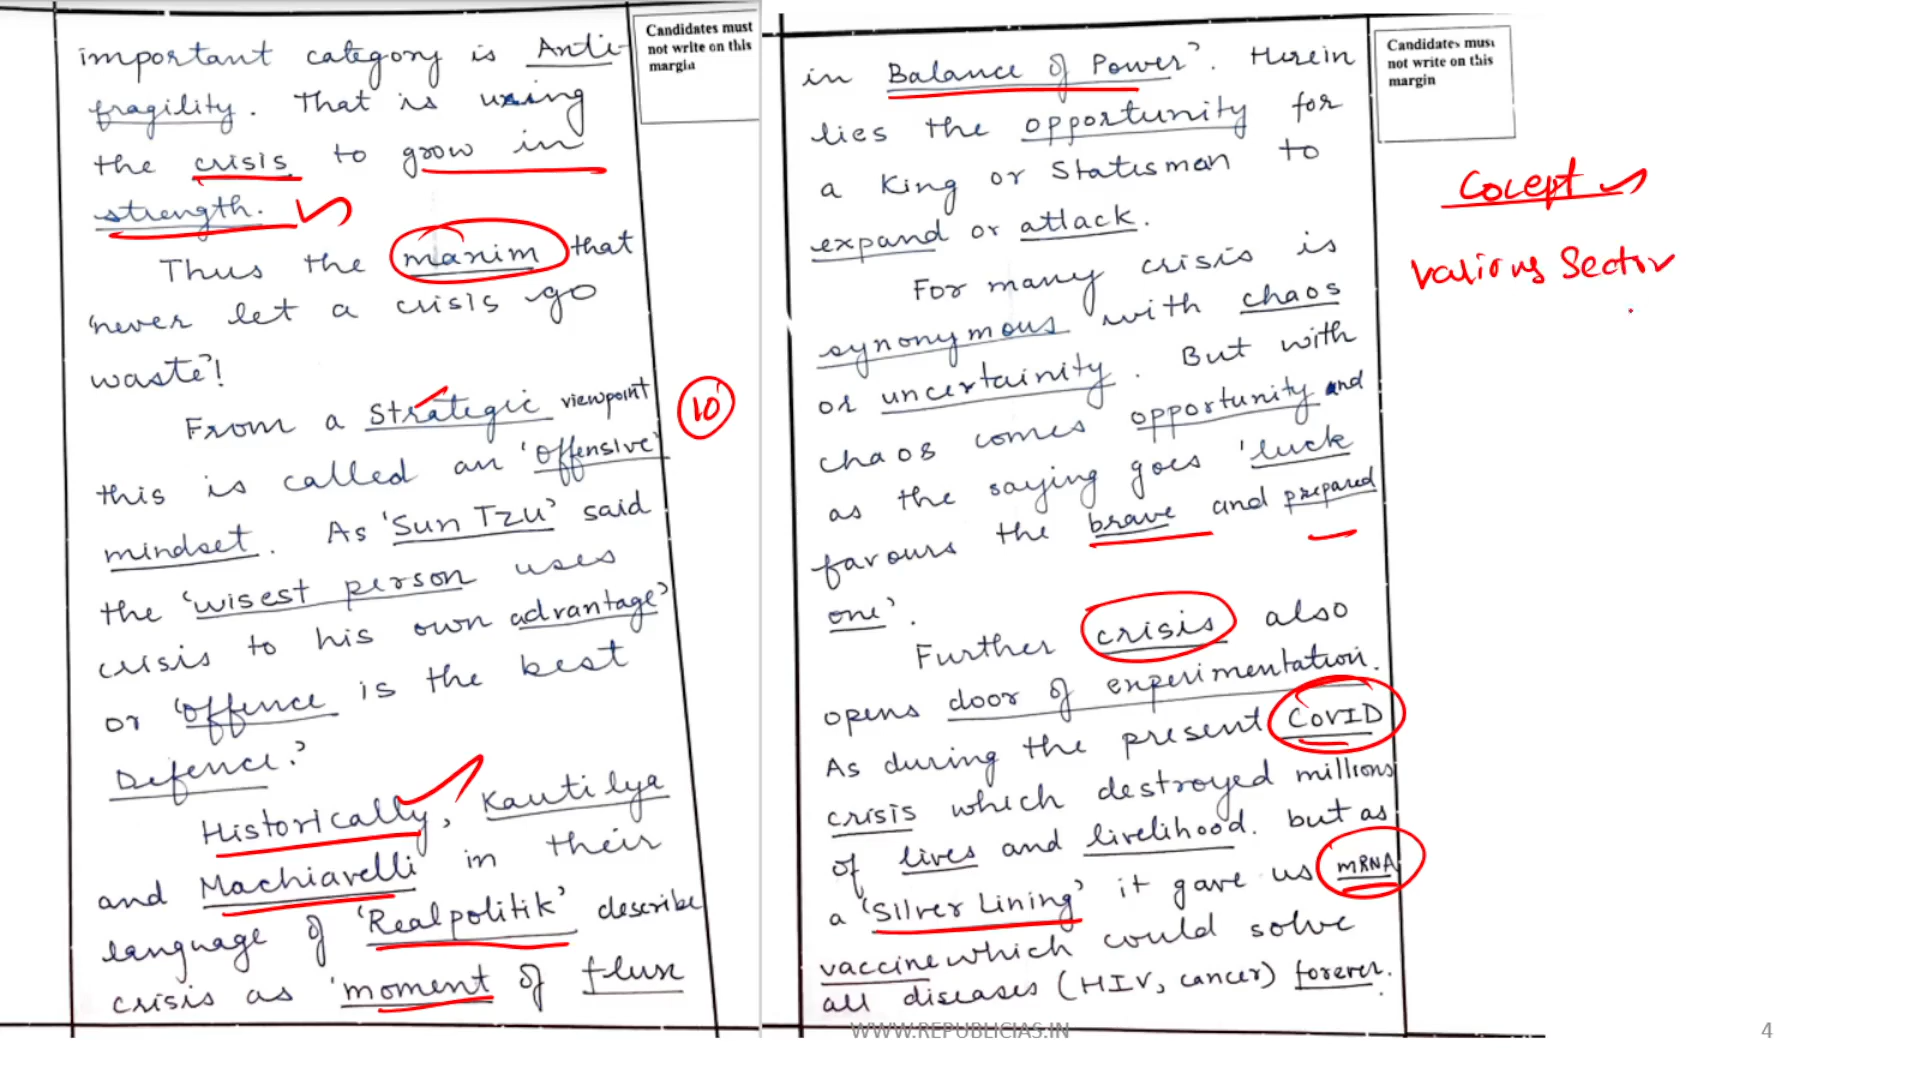 important category is Anti-
fragility. That is using
the crisis to grow in
strength.
Thus the manim that
'never let a crisis go
waste'!
From a strategic viewpoint
this is called an 'offensive'
mindset. As 'Sun Tzu' said
the 'wisest person uses
crisis to his own advantage'
or 'offence is the best
Defence.'
Historically, Kautilya
and Machiavelli in their
language of 'Realpolitik' describe
crisis as 'moment of flux
Candidates must
not write on this
margin
10
in Balance of Power'. Herein
lies the opportunity for
a King or Statesman to
expand or attack.
For many crisis is
synonymous with chaos
or uncertainity. But with
chaos comes opportunity and
as the saying goes 'luck
favours the brave and prepared
one'.
Further crisis also
opens door of experimentation.
As during the present COVID
crisis which destroyed millions
of lives and livelihood. but as
a 'Silver Lining' it gave us mRNA
vaccine which could solve
all diseases (HIV, cancer) forever.
Candidates must
not write on this
margin
Cocept
Various Sector
WWW.REPUBLICIAS.IN
4